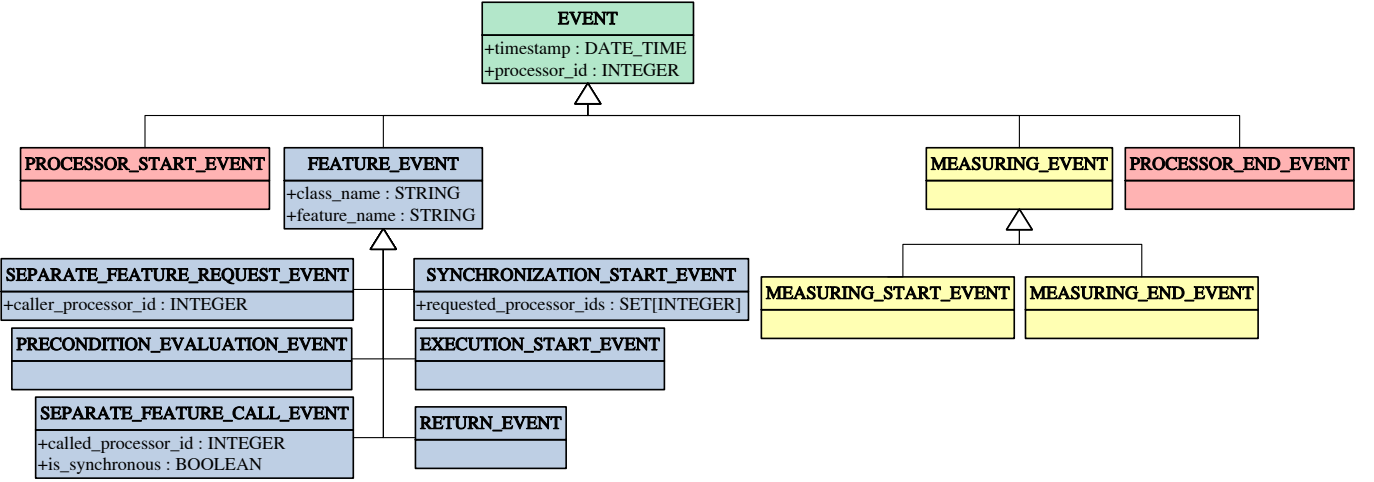 EVENT
+timestamp : DATE_TIME
+processor_id : INTEGER
PROCESSOR_START_EVENT
FEATURE_EVENT
+class_name : STRING
+feature_name : STRING
MEASURING_EVENT
PROCESSOR_END_EVENT
SEPARATE_FEATURE_REQUEST_EVENT
+caller_processor_id : INTEGER
SYNCHRONIZATION_START_EVENT
+requested_processor_ids : SET[INTEGER]
MEASURING_START_EVENT
MEASURING_END_EVENT
PRECONDITION_EVALUATION_EVENT
EXECUTION_START_EVENT
SEPARATE_FEATURE_CALL_EVENT
+called_processor_id : INTEGER
+is_synchronous : BOOLEAN
RETURN_EVENT